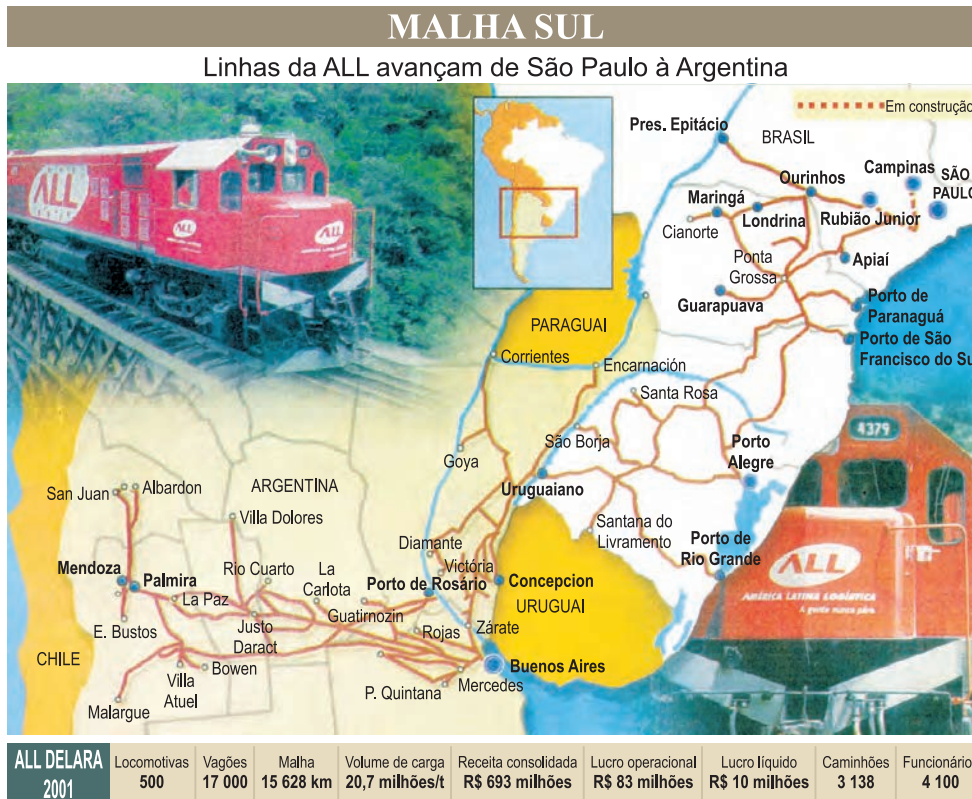 MALHA SUL
Linhas da ALL avançam de São Paulo à Argentina
Em construção
Pres. Epitácio
BRASIL
Campinas
SÃO
PAULO
Ourinhos
Maringá
Londrina
Rubião Junior
Cianorte
Ponta
Grossa
Apiaí
Guarapuava
Porto de
Paranaguá
Porto de São
Francisco do Su
PARAGUAI
Corrientes
Encarnación
Santa Rosa
São Borja
Porto
Alegre
Goya
Uruguaiano
ARGENTINA
San Juan
Albardon
Villa Dolores
Santana do
Livramento
Diamante
Victória
Porto de
Rio Grande
Mendoza
Palmira
Rio Cuarto
La
Carlota
Porto de Rosário
Concepcion
La Paz
Guatirnozin
URUGUAI
E. Bustos
Justo
Daract
Rojas
Zárate
CHILE
Villa
Atuel
Bowen
Buenos Aires
Mercedes
P. Quintana
Malargue
ALL
ALL
ALL
4379
ALL
AMÉRICA LATINA LOGÍSTICA
A gente nunca pára.
ALL DELARA
2001
Locomotivas
500
Vagões
17 000
Malha
15 628 km
Volume de carga
20,7 milhões/t
Receita consolidada
R$ 693 milhões
Lucro operacional
R$ 83 milhões
Lucro líquido
R$ 10 milhões
Caminhões
3 138
Funcionário
4 100